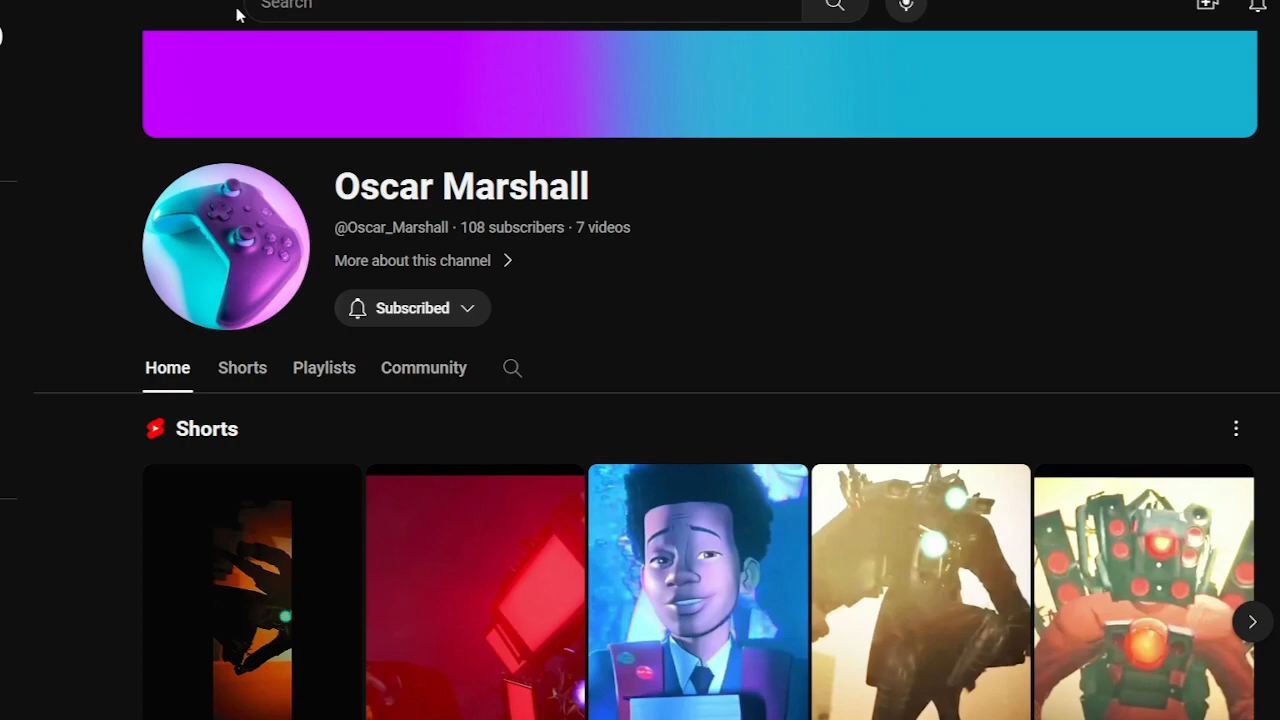 Search
Oscar Marshall
@Oscar_Marshall · 108 subscribers · 7 videos
More about this channel
Subscribed
Home Shorts Playlists Community
Shorts